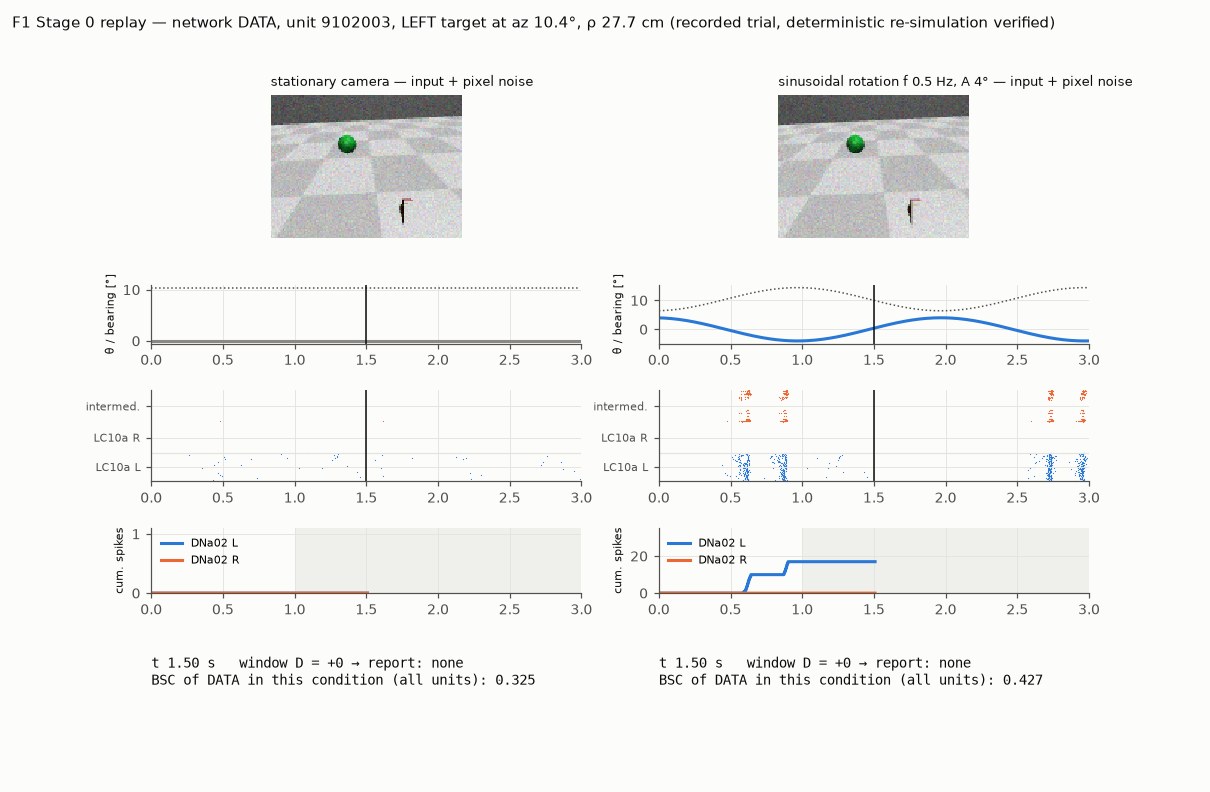 F1 Stage 0 replay — network DATA, unit 9102003, LEFT target at az 10.4°, ρ 27.7 cm (recorded trial, deterministic re-simulation verified)
stationary camera — input + pixel noise
sinusoidal rotation f 0.5 Hz, A 4° — input + pixel noise
θ / bearing [°]
10
0
0.0 0.5 1.0 1.5 2.0 2.5 3.0
θ / bearing [°]
10
0
0.0 0.5 1.0 1.5 2.0 2.5 3.0
intermed.
LC10a R
LC10a L
0.0 0.5 1.0 1.5 2.0 2.5 3.0
intermed.
LC10a R
LC10a L
0.0 0.5 1.0 1.5 2.0 2.5 3.0
cum. spikes
1
0
DNa02 L
DNa02 R
0.0 0.5 1.0 1.5 2.0 2.5 3.0
cum. spikes
20
0
DNa02 L
DNa02 R
0.0 0.5 1.0 1.5 2.0 2.5 3.0
t 1.50 s window D = +0 → report: none
BSC of DATA in this condition (all units): 0.325
t 1.50 s window D = +0 → report: none
BSC of DATA in this condition (all units): 0.427